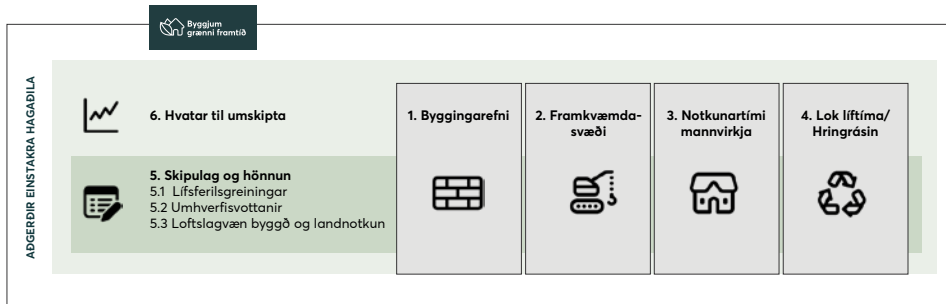 Byggjum
grænni framtíð
AÐGERÐIR EINSTAKRA HAGAÐILA
6. Hvatar til umskipta
5. Skipulag og hönnun
5.1 Lífsferilsgreiningar
5.2 Umhverfisvottanir
5.3 Loftslagvæn byggð og landnotkun
1. Byggingarefni
2. Framkvæmda-
svæði
3. Notkunartími
mannvirkja
4. Lok líftíma/
Hringrásin